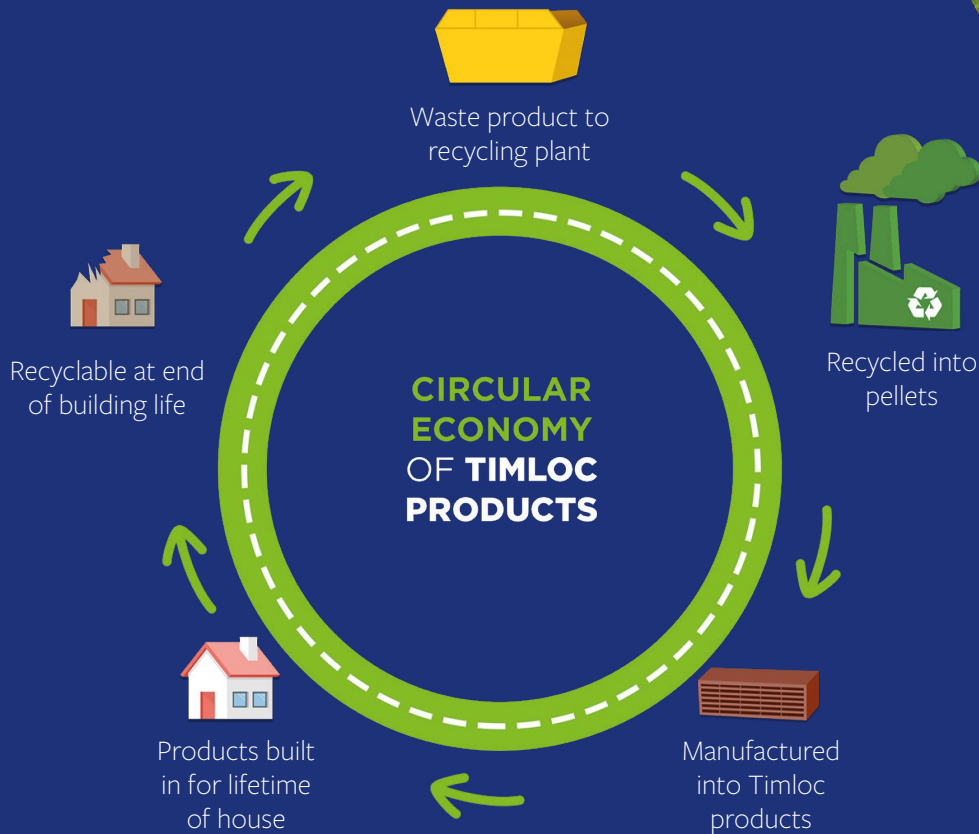 Waste product to
recycling plant
Recycled into
pellets
Manufactured
into Timloc
products
Products built
in for lifetime
of house
Recyclable at end
of building life
CIRCULAR
ECONOMY
OF TIMLOC
PRODUCTS